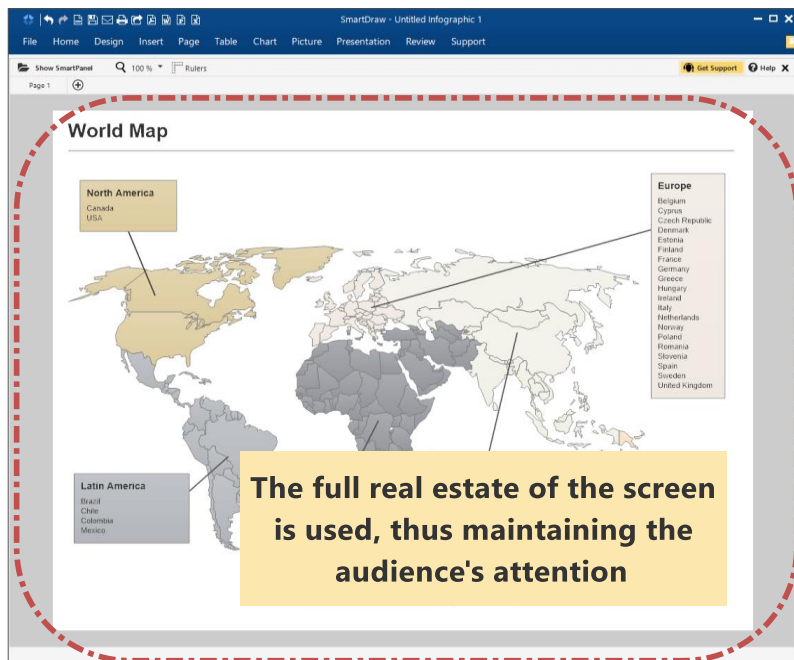 SmartDraw - Untitled Infographic 1
File Home Design Insert Page Table Chart Picture Presentation Review Support
Show SmartPanel 100 % Rulers Get Support Help X
Page 1
World Map
North America
Canada
USA
Europe
Belgium
Cyprus
Czech Republic
Denmark
Estonia
Finland
France
Germany
Greece
Hungary
Ireland
Italy
Netherlands
Norway
Poland
Romania
Slovenia
Spain
Sweden
United Kingdom
Latin America
Brazil
Chile
Colombia
Mexico
The full real estate of the screen
is used, thus maintaining the
audience's attention